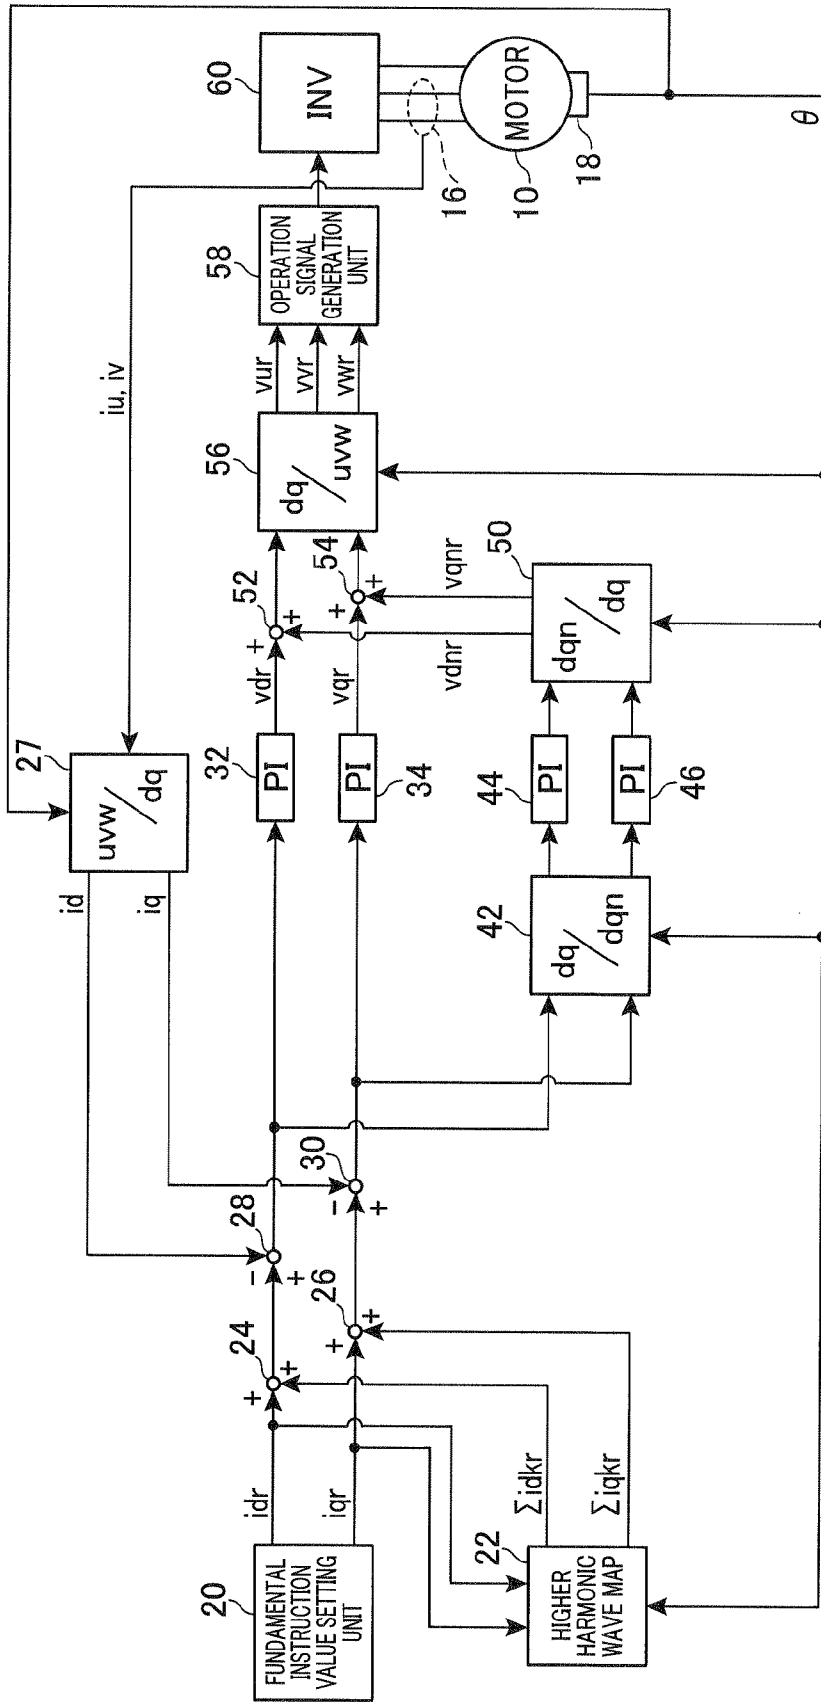 20
FUNDAMENTAL
INSTRUCTION
VALUE SETTING
UNIT
idr
iqr
22
HIGHER
HARMONIC
WAVE MAP
Σidkr
Σiqkr
24
+
+
26
+
+
28
-
+
30
-
+
27
uvw/dq
id
iq
32
PI
34
PI
42
dq/dqn
44
PI
46
PI
50
dqn/dq
vdr
vqr
vdnr
vqnr
52
+
+
54
+
+
56
dq/uvw
vur
vvr
vwr
58
OPERATION
SIGNAL
GENERATION
UNIT
60
INV
iu, iv
16
MOTOR
10
18
θ